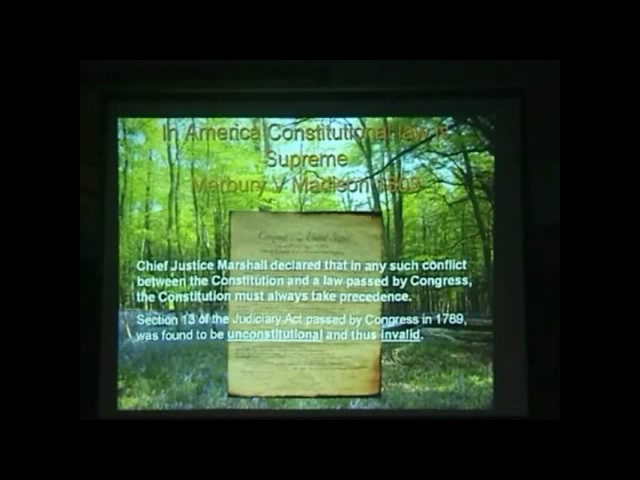 In America Constitutional law is
Supreme
Marbury V Madison 1803
Chief Justice Marshall declared that in any such conflict
between the Constitution and a law passed by Congress,
the Constitution must always take precedence.
Section 13 of the Judiciary Act passed by Congress in 1789,
was found to be unconstitutional and thus invalid.